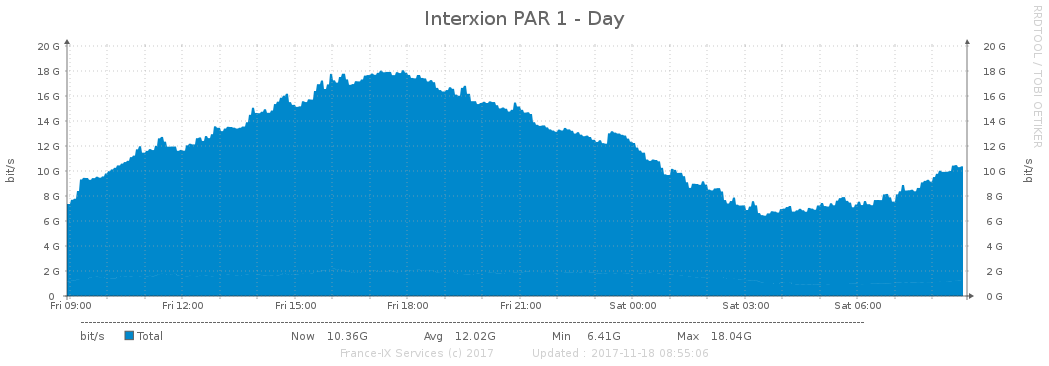 Interxion PAR 1 - Day
RRDTOOL / TOBI OETIKER
20 G 20 G
18 G 18 G
16 G 16 G
14 G 14 G
12 G 12 G
10 G 10 G
8 G 8 G
6 G 6 G
4 G 4 G
2 G 2 G
0 0 G
bit/s bit/s
Fri 09:00 Fri 12:00 Fri 15:00 Fri 18:00 Fri 21:00 Sat 00:00 Sat 03:00 Sat 06:00
bit/s Total Now 10.36G Avg 12.02G Min 6.41G Max 18.04G
France-IX Services (c) 2017 Updated : 2017-11-18 08:55:06